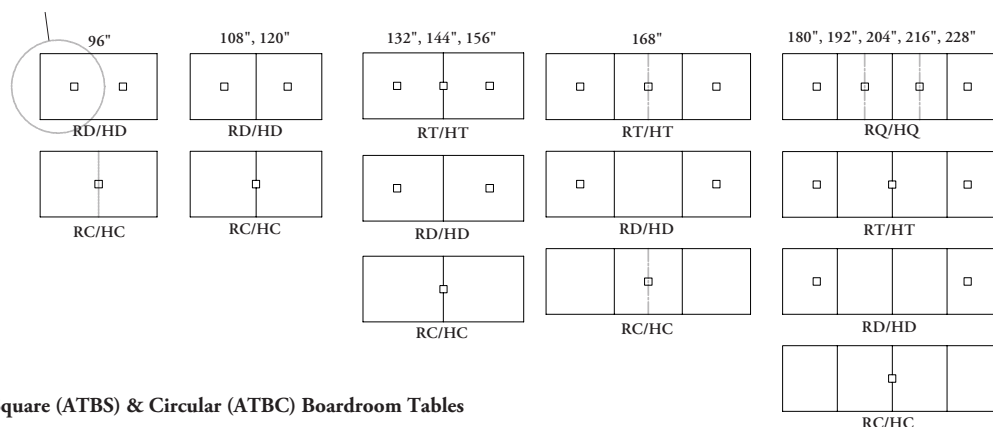 96"
108", 120"
132", 144", 156"
168"
180", 192", 204", 216", 228"
RD/HD
RD/HD
RT/HT
RT/HT
RQ/HQ
RC/HC
RC/HC
RD/HD
RD/HD
RT/HT
RC/HC
RC/HC
RD/HD
quare (ATBS) & Circular (ATBC) Boardroom Tables
RC/HC